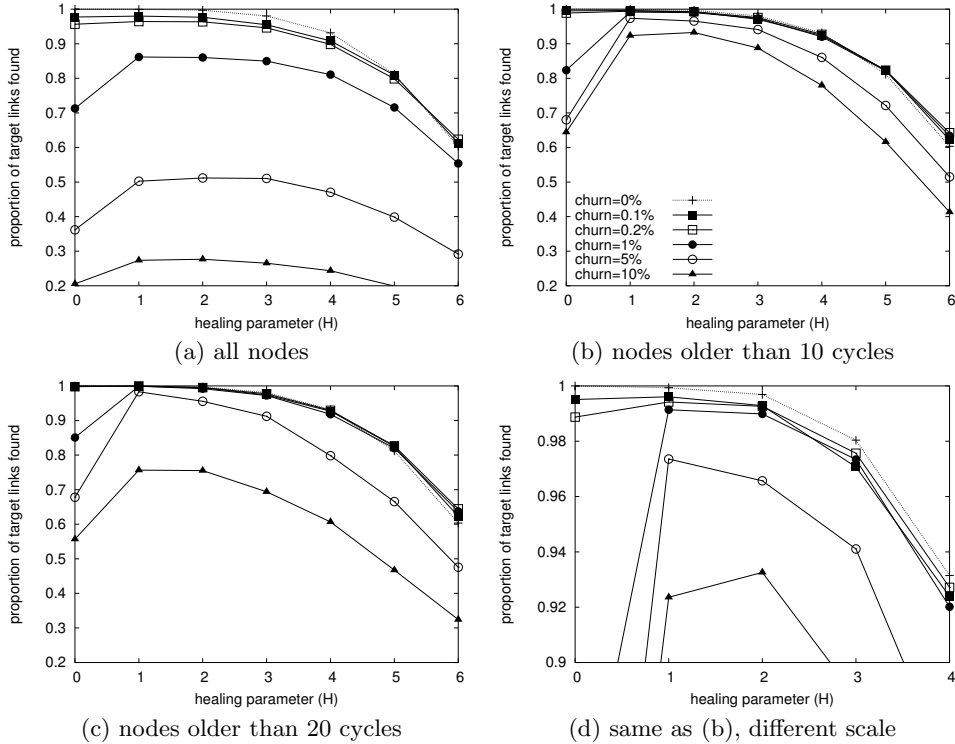 1
0.9
0.8
0.7
0.6
0.5
0.4
0.3
0.2
0 1 2 3 4 5 6
proportion of target links found
healing parameter (H)
(a) all nodes
1
0.9
0.8
0.7
0.6
0.5
0.4
0.3
0.2
0 1 2 3 4 5 6
proportion of target links found
healing parameter (H)
churn=0%
churn=0.1%
churn=0.2%
churn=1%
churn=5%
churn=10%
(b) nodes older than 10 cycles
1
0.9
0.8
0.7
0.6
0.5
0.4
0.3
0.2
0 1 2 3 4 5 6
proportion of target links found
healing parameter (H)
(c) nodes older than 20 cycles
1
0.98
0.96
0.94
0.92
0.9
0 1 2 3 4
proportion of target links found
healing parameter (H)
(d) same as (b), different scale